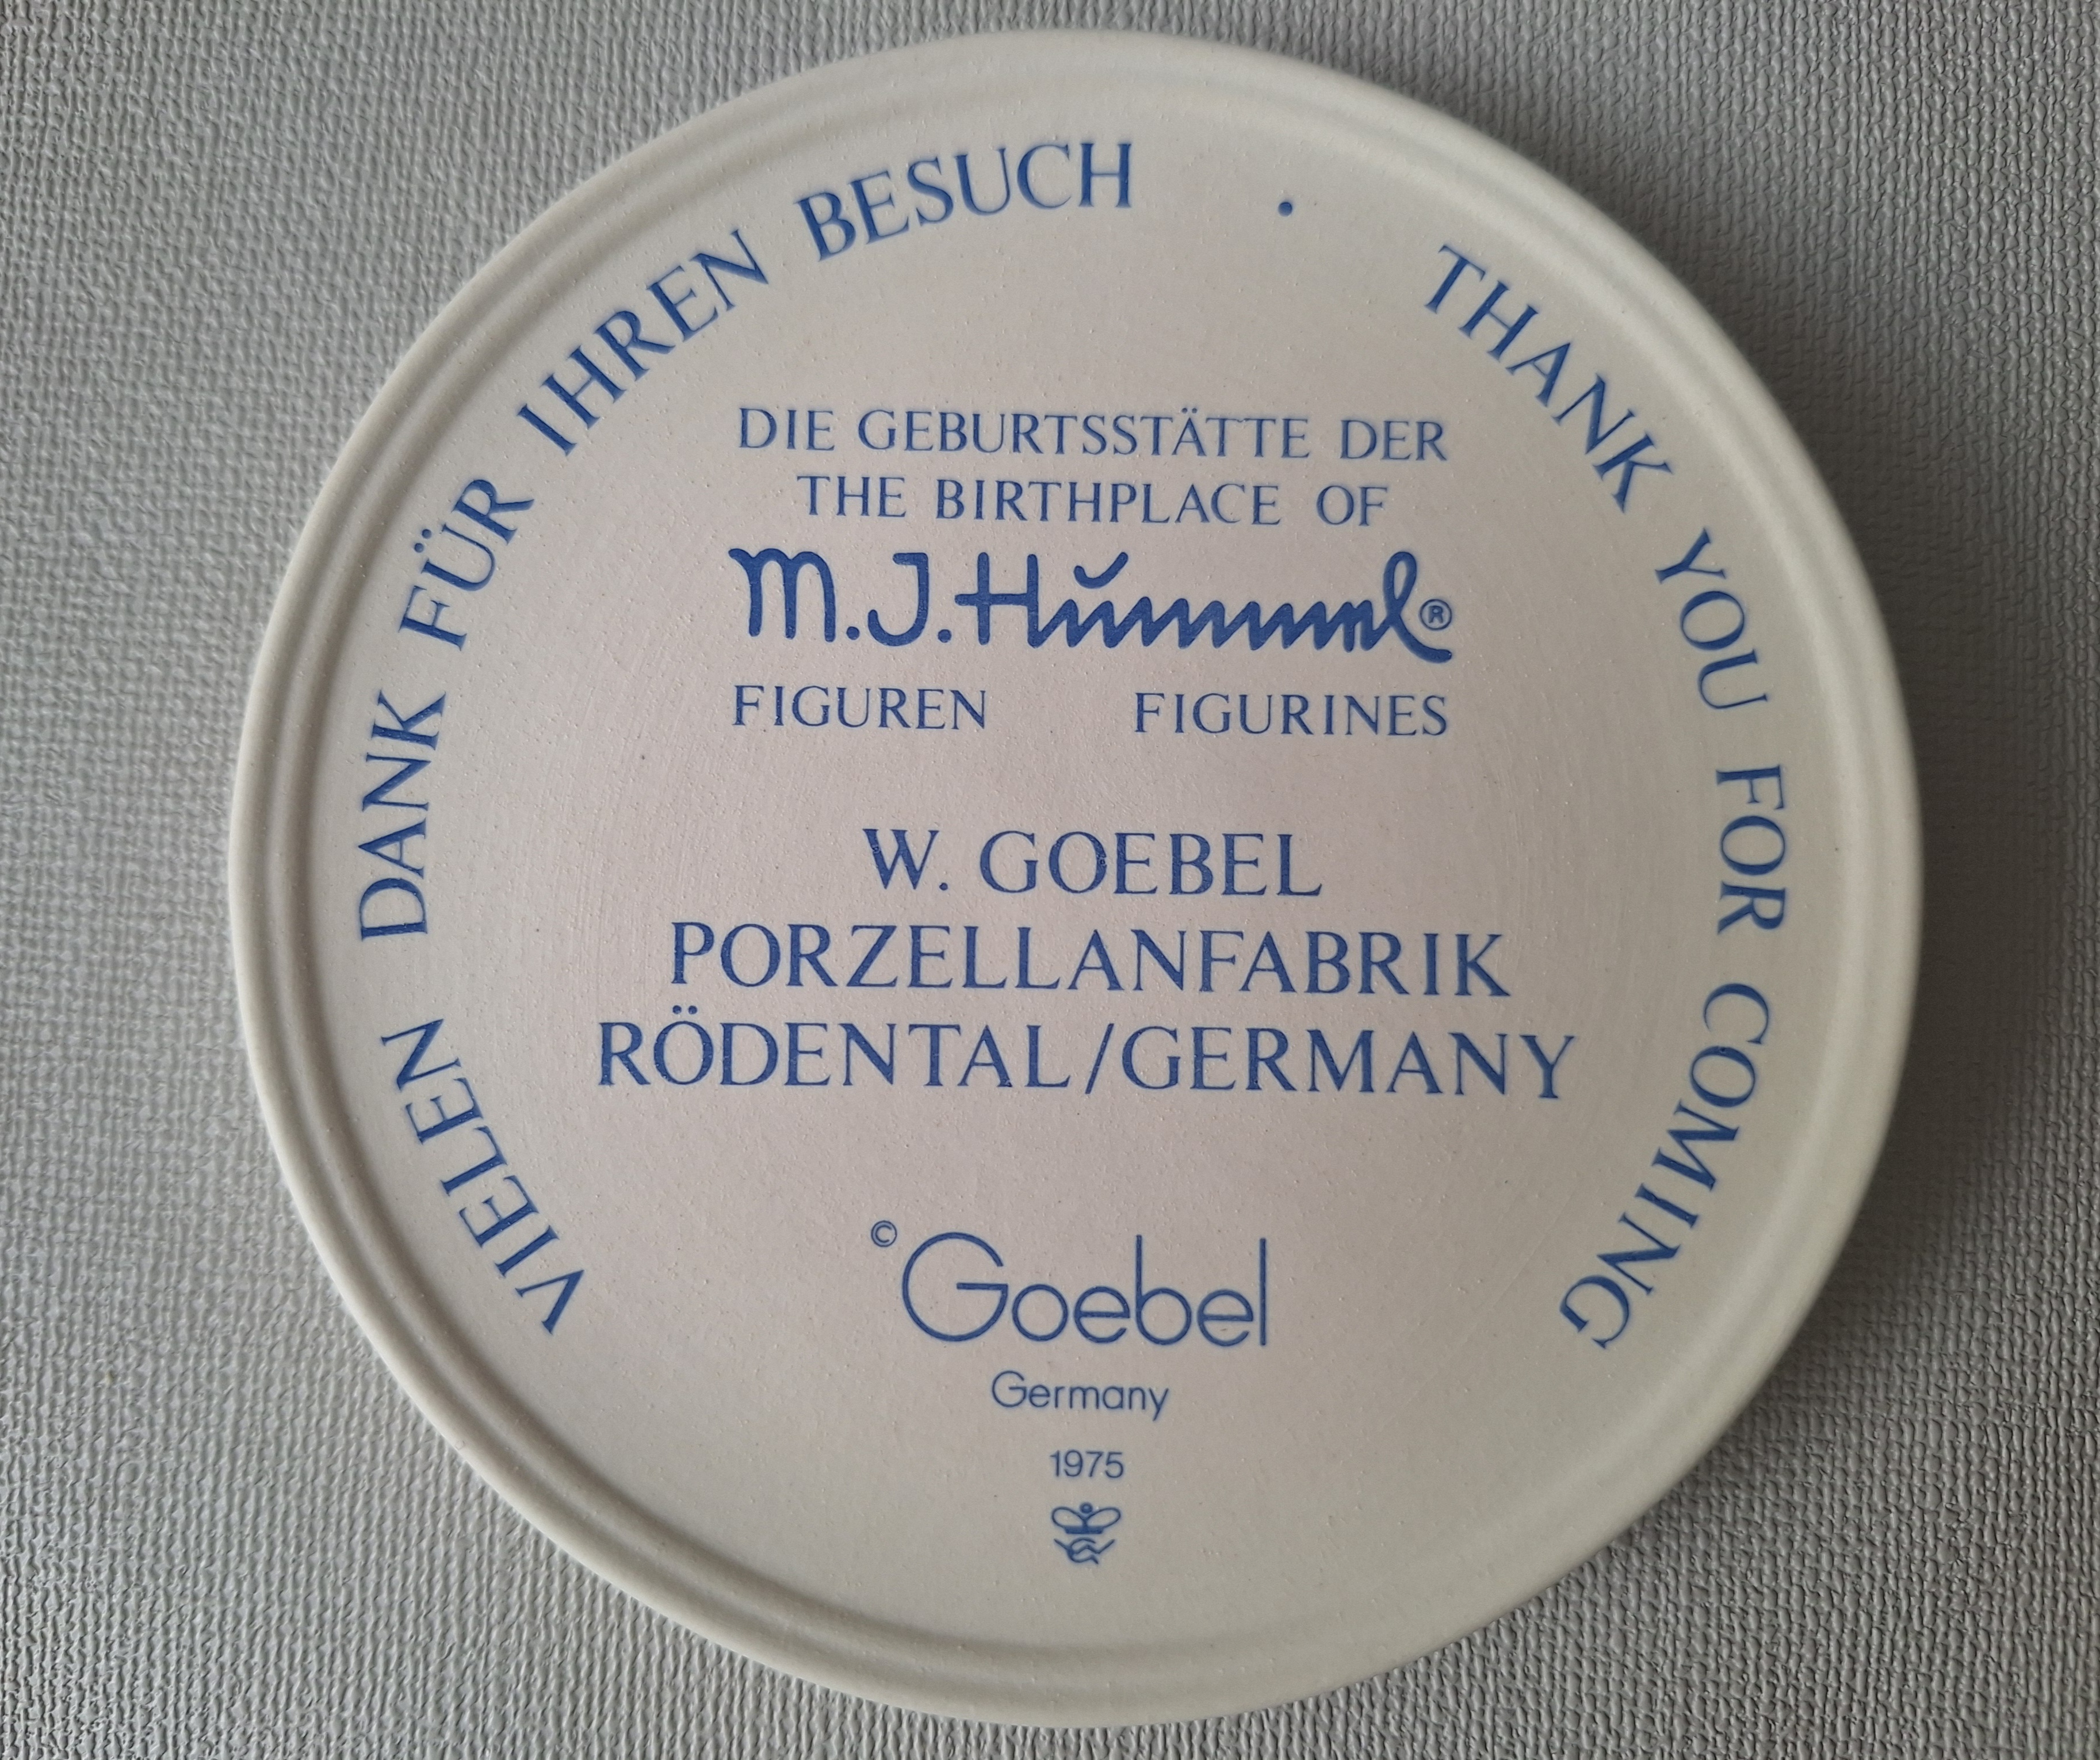 VIELEN DANK FÜR IHREN BESUCH • THANK YOU FOR COMING
DIE GEBURTSSTÄTTE DER
THE BIRTHPLACE OF
M.J. Hummel®
FIGUREN FIGURINES
W. GOEBEL
PORZELLANFABRIK
RÖDENTAL/GERMANY
© Goebel
Germany
1975